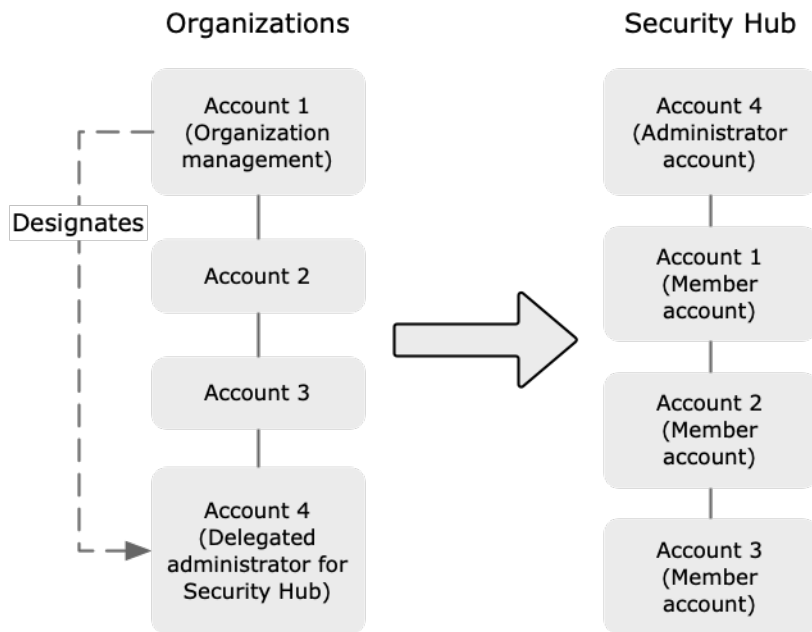 Organizations
Account 1
(Organization
management)
Designates
Account 2
Account 3
Account 4
(Delegated
administrator for
Security Hub)
Security Hub
Account 4
(Administrator
account)
Account 1
(Member
account)
Account 2
(Member
account)
Account 3
(Member
account)